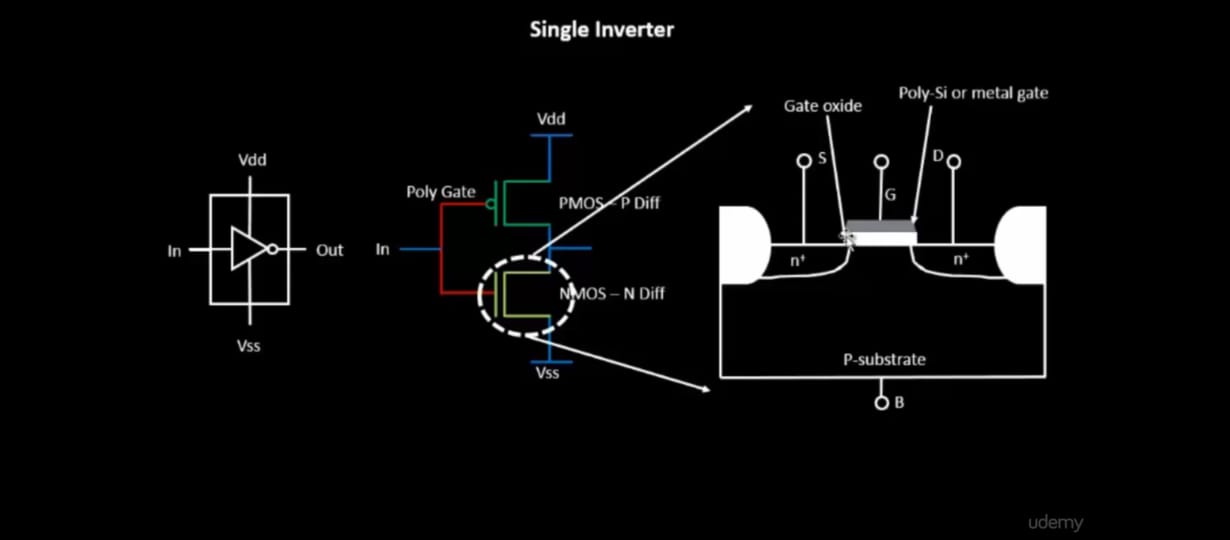 Single Inverter
Vdd
In
Out
Vss
Vdd
Poly Gate
PMOS – P Diff
In
NMOS – N Diff
Vss
Gate oxide
Poly-Si or metal gate
S
G
D
n⁺
n⁺
P-substrate
B
udemy